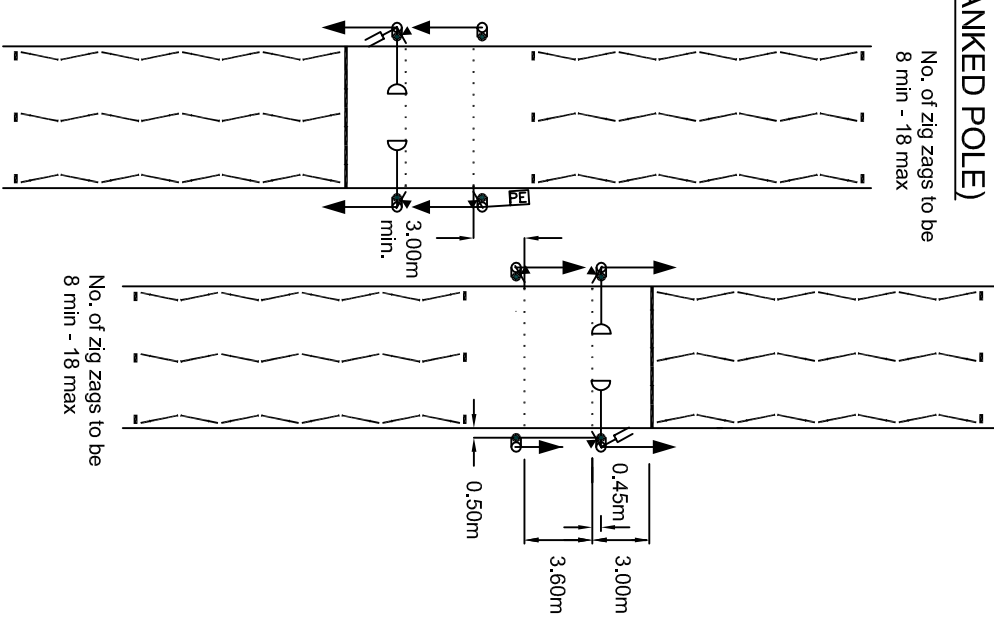 ANKED POLE)
No. of zig zags to be
8 min - 18 max
PE
3.00m
min.
No. of zig zags to be
8 min - 18 max
0.50m
0.45m
3.00m
3.60m